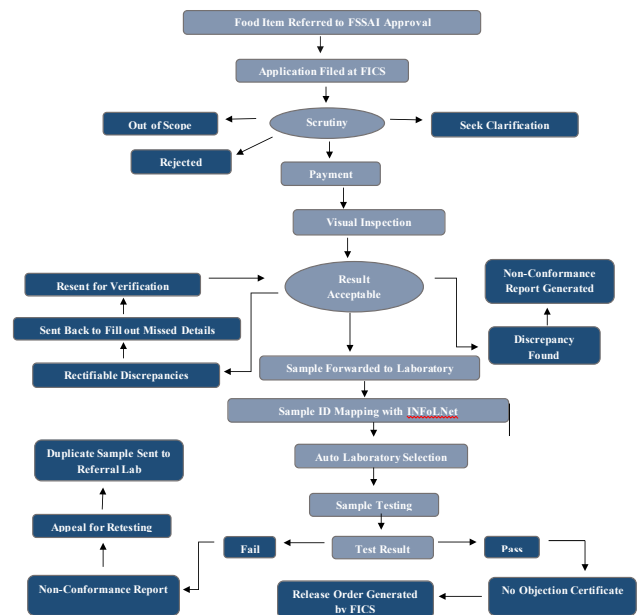 Food Item Referred to FSSAI Approval
Application Filed at FICS
Out of Scope
Scrutiny
Seek Clarification
Rejected
Payment
Visual Inspection
Resent for Verification
Result
Acceptable
Non-Conformance
Report Generated
Sent Back to Fill out Missed Details
Discrepancy
Found
Rectifiable Discrepancies
Sample Forwarded to Laboratory
Sample ID Mapping with INFoLNet
Duplicate Sample Sent to
Referral Lab
Auto Laboratory Selection
Sample Testing
Appeal for Retesting
Fail
Test Result
Pass
Non-Conformance Report
Release Order Generated
by FICS
No Objection Certificate